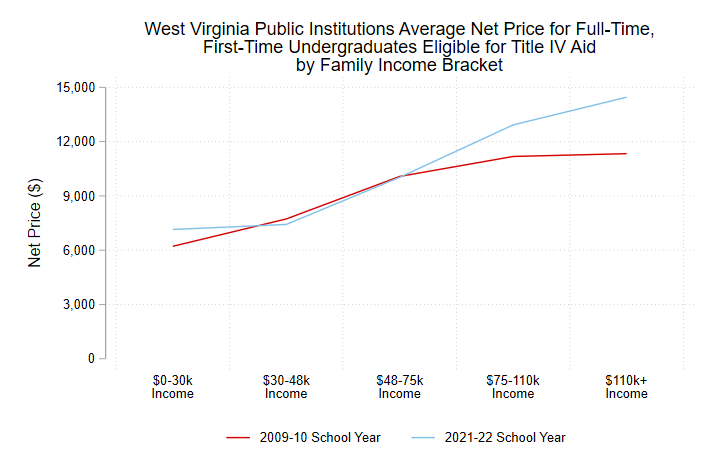 West Virginia Public Institutions Average Net Price for Full-Time,
First-Time Undergraduates Eligible for Title IV Aid
by Family Income Bracket
Net Price ($)
15,000
12,000
9,000
6,000
3,000
0
$0-30k
Income
$30-48k
Income
$48-75k
Income
$75-110k
Income
$110k+
Income
2009-10 School Year
2021-22 School Year